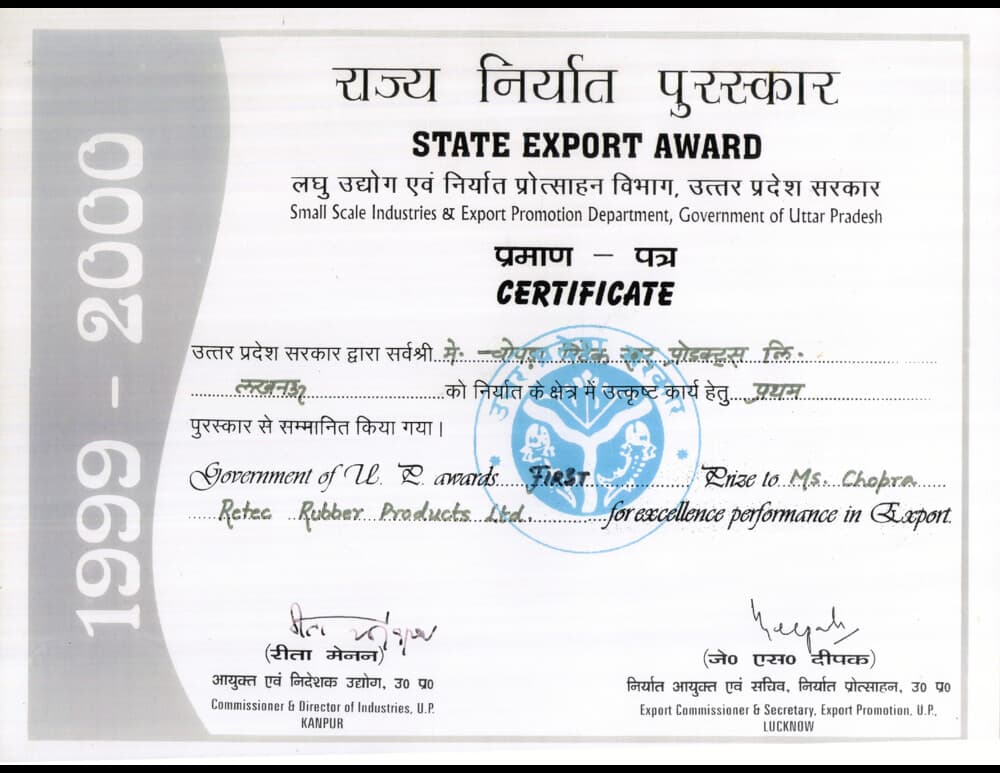 राज्य निर्यात पुरस्कार
STATE EXPORT AWARD
लघु उद्योग एवं निर्यात प्रोत्साहन विभाग, उत्तर प्रदेश सरकार
Small Scale Industries & Export Promotion Department, Government of Uttar Pradesh
प्रमाण - पत्र
CERTIFICATE
1999 - 2000
उत्तर प्रदेश सरकार द्वारा सर्वश्री मे. चोपड़ा रिटेक रबर प्रोडक्ट्स लि.
लखनऊ को निर्यात के क्षेत्र में उत्कृष्ट कार्य हेतु प्रथम
पुरस्कार से सम्मानित किया गया।
उत्तर प्रदेश सरकार
Government of U. P. awards FIRST Prize to Ms. Chopra
Retec Rubber Products Ltd. for excellence performance in Export.
(रीता मेनन)
आयुक्त एवं निदेशक उद्योग, उ० प्र०
Commissioner & Director of Industries, U.P.
KANPUR
(जे० एस० दीपक)
निर्यात आयुक्त एवं सचिव, निर्यात प्रोत्साहन, उ० प्र०
Export Commissioner & Secretary, Export Promotion, U.P.,
LUCKNOW